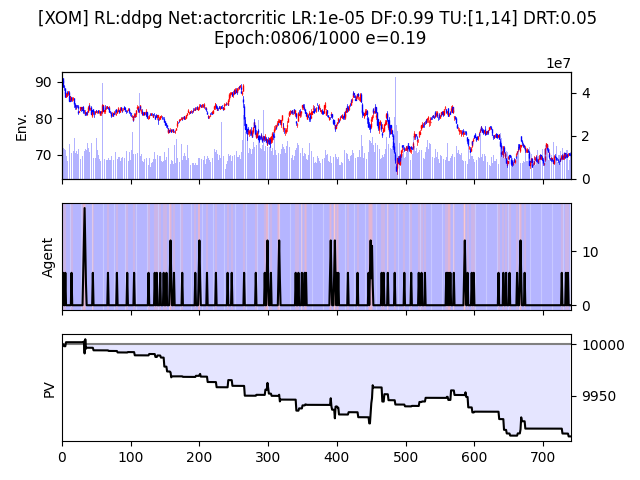 [XOM] RL:ddpg Net:actorcritic LR:1e-05 DF:0.99 TU:[1,14] DRT:0.05
Epoch:0806/1000 e=0.19
1e7
90
80
70
Env.
4
2
0
Agent
10
0
PV
10000
9950
0 100 200 300 400 500 600 700